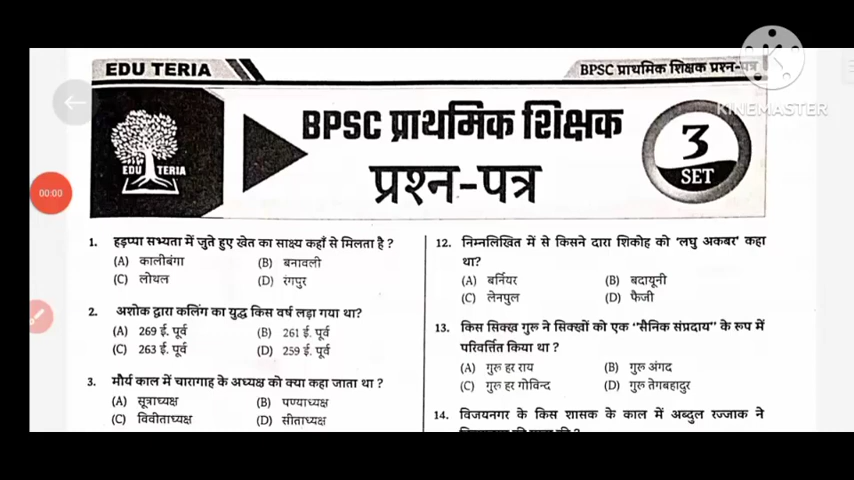 EDU TERIA
BPSC प्राथमिक शिक्षक प्रश्न-पत्र
KINEMASTER
BPSC प्राथमिक शिक्षक
प्रश्न-पत्र
3
SET
EDU TERIA
00:00
1. हड़प्पा सभ्यता में जुते हुए खेत का साक्ष्य कहाँ से मिलता है ?
(A) कालीबंगा (B) बनावली
(C) लोथल (D) रंगपुर
2. अशोक द्वारा कलिंग का युद्ध किस वर्ष लड़ा गया था?
(A) 269 ई. पूर्व (B) 261 ई. पूर्व
(C) 263 ई. पूर्व (D) 259 ई. पूर्व
3. मौर्य काल में चारागाह के अध्यक्ष को क्या कहा जाता था ?
(A) सूत्राध्यक्ष (B) पण्याध्यक्ष
(C) विवीताध्यक्ष (D) सीताध्यक्ष
12. निम्नलिखित में से किसने दारा शिकोह को 'लघु अकबर' कहा
था?
(A) बर्नियर (B) बदायूनी
(C) लेनपुल (D) फैजी
13. किस सिक्ख गुरू ने सिक्खों को एक "सैनिक संप्रदाय" के रूप में
परिवर्तित किया था ?
(A) गुरू हर राय (B) गुरू अंगद
(C) गुरू हर गोविन्द (D) गुरू तेगबहादुर
14. विजयनगर के किस शासक के काल में अब्दुल रज्जाक ने